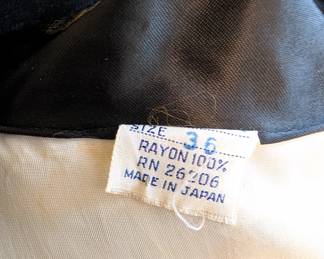 SIZE 36
RAYON 100%
RN 26206
MADE IN JAPAN